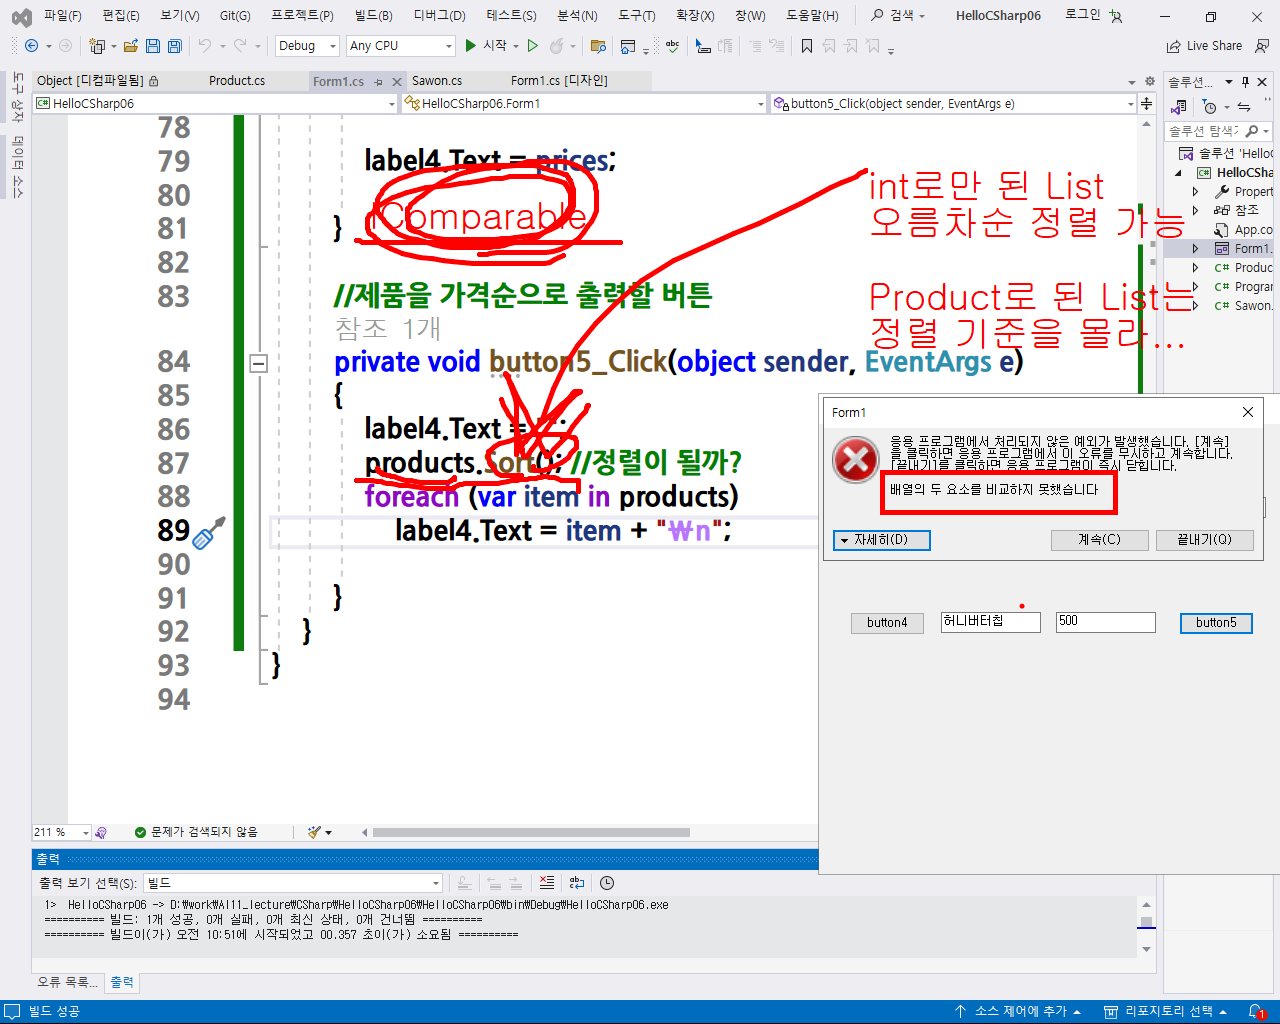 파일(F) 편집(E) 보기(V) Git(G) 프로젝트(P) 빌드(B) 디버그(D) 테스트(S) 분석(N) 도구(T) 확장(X) 창(W) 도움말(H) 검색 HelloCSharp06 로그인
Debug Any CPU 시작 Live Share
도구 상자
데이터 소스
Object [디컴파일됨] Product.cs Form1.cs Sawon.cs Form1.cs [디자인]
HelloCSharp06 HelloCSharp06.Form1 button5_Click(object sender, EventArgs e)
78
79 label4.Text = prices;
80
IComparable
81 }
82
83 //제품을 가격순으로 출력할 버튼
참조 1개
84 private void button5_Click(object sender, EventArgs e)
85 {
86 label4.Text = "";
87 products.Sort(); //정렬이 될까?
88 foreach (var item in products)
89 label4.Text = item + "₩n";
90
91 }
92 }
93 }
94
int로만 된 List
오름차순 정렬 가능
Product로 된 List는
정렬 기준을 몰라...
솔루션...
솔루션 탐색기
솔루션 'Hello
HelloCSha
Propert
참조
App.co
Form1.
Produc
Progra
Sawon.
Form1
응용 프로그램에서 처리되지 않은 예외가 발생했습니다. [계속]
을 클릭하면 응용 프로그램에서 이 오류를 무시하고 계속합니다.
[끝내기]를 클릭하면 응용 프로그램이 즉시 닫힙니다.
배열의 두 요소를 비교하지 못했습니다
자세히(D) 계속(C) 끝내기(Q)
button4 허니버터칩 500 button5
211 % 문제가 검색되지 않음
출력
출력 보기 선택(S): 빌드
1> HelloCSharp06 -> D:₩work₩AI11_lecture₩CSharp₩HelloCSharp06₩HelloCSharp06₩bin₩Debug₩HelloCSharp06.exe
========== 빌드: 1개 성공, 0개 실패, 0개 최신 상태, 0개 건너뜀 ==========
========== 빌드이(가) 오전 10:51에 시작되었고 00.357 초이(가) 소요됨 ==========
오류 목록... 출력
빌드 성공 소스 제어에 추가 리포지토리 선택 1